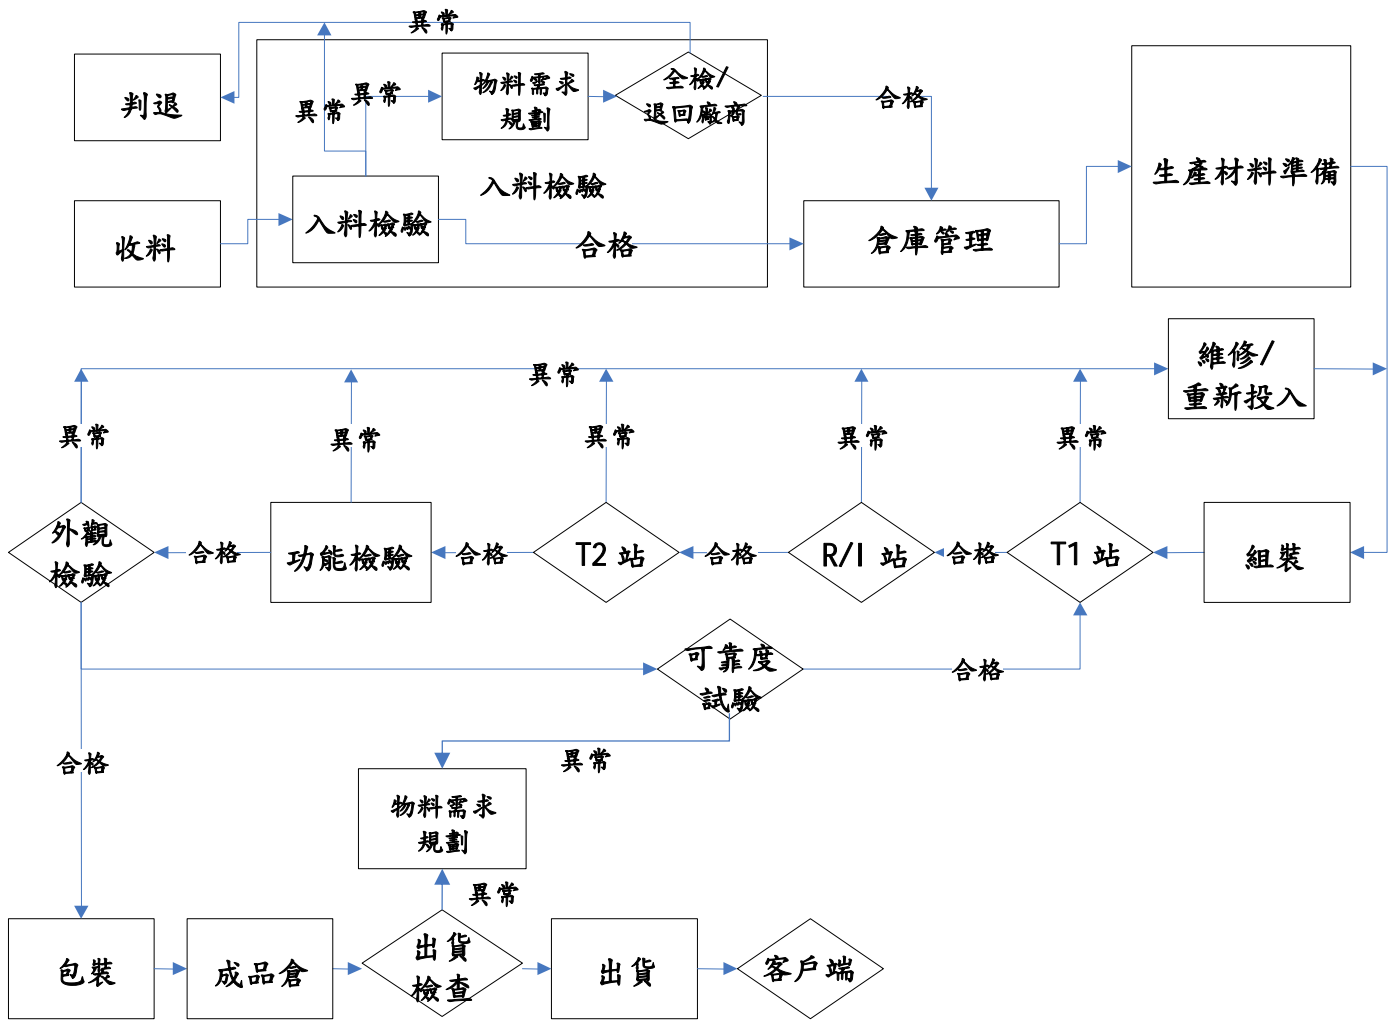 異常
判退
物料需求
規劃
全檢/
退回廠商
異常
異常
合格
生產材料準備
入料檢驗
收料
入料檢驗
合格
倉庫管理
維修/
重新投入
異常
異常
異常
異常
異常
異常
外觀
檢驗
合格
功能檢驗
合格
T2 站
合格
R/I 站
合格
T1 站
組裝
可靠度
試驗
合格
合格
異常
物料需求
規劃
異常
包裝
成品倉
出貨
檢查
出貨
客戶端